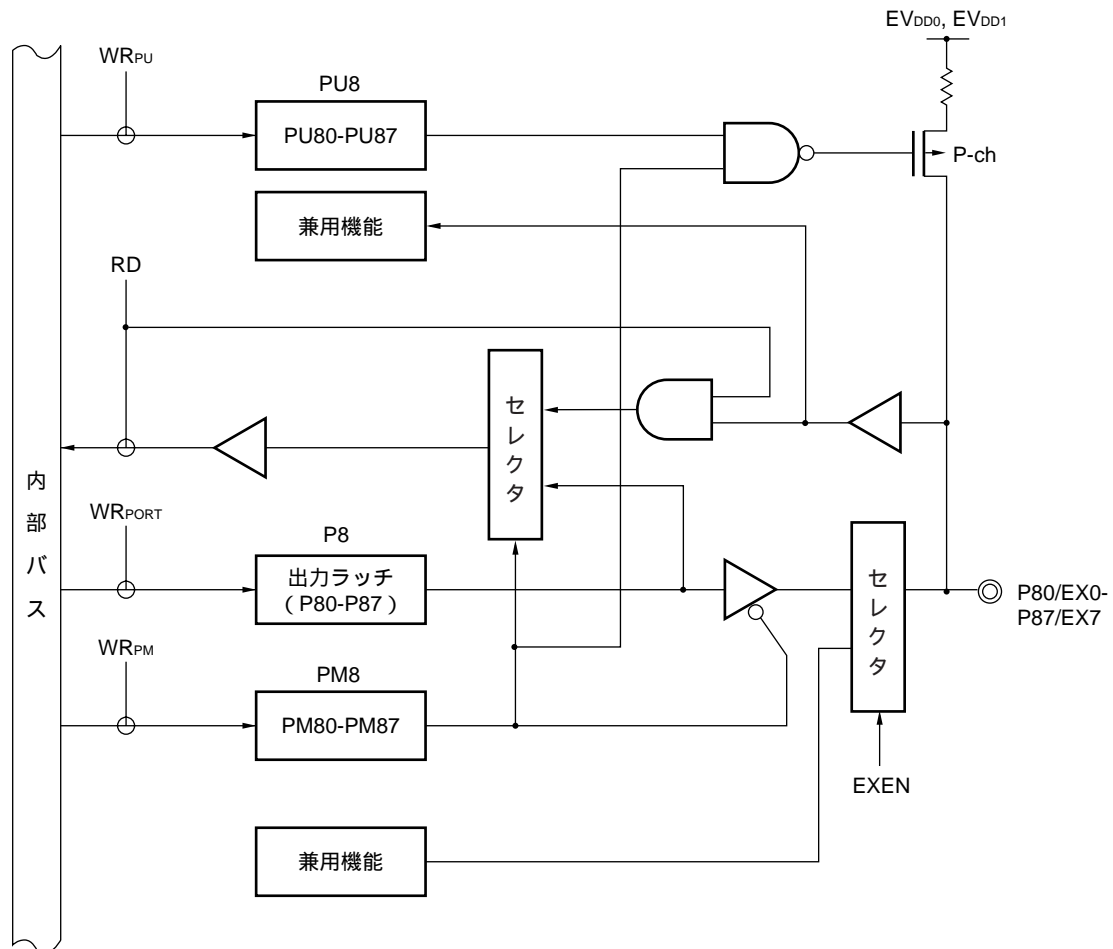 EVDD0, EVDD1
WRPU
PU8
PU80-PU87
P-ch
兼用機能
RD
セレクタ
内部バス
WRPORT
P8
出力ラッチ
（P80-P87）
セレクタ
P80/EX0-
P87/EX7
WRPM
PM8
PM80-PM87
EXEN
兼用機能